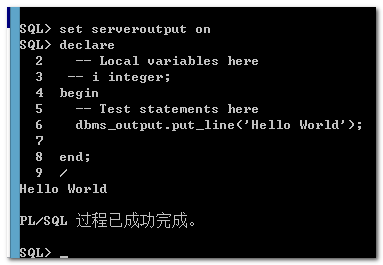 SQL> set serveroutput on
SQL> declare
2 -- Local variables here
3 -- i integer;
4 begin
5 -- Test statements here
6 dbms_output.put_line('Hello World');
7
8 end;
9 /
Hello World
PL/SQL 过程已成功完成。
SQL> _